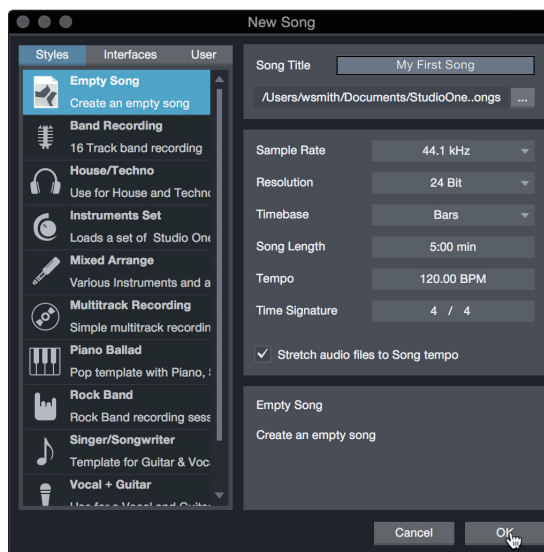 New Song
Styles Interfaces User
Empty Song
Create an empty song
Band Recording
16 Track band recording
House/Techno
Use for House and Techno
Instruments Set
Loads a set of Studio One
Mixed Arrange
Various Instruments and a
Multitrack Recording
Simple multitrack recordin
Piano Ballad
Pop template with Piano,
Rock Band
Rock Band recording sess
Singer/Songwriter
Template for Guitar & Voc
Vocal + Guitar
Song Title My First Song
/Users/wsmith/Documents/StudioOne..ongs ...
Sample Rate 44.1 kHz
Resolution 24 Bit
Timebase Bars
Song Length 5:00 min
Tempo 120.00 BPM
Time Signature 4 / 4
Stretch audio files to Song tempo
Empty Song
Create an empty song
Cancel OK